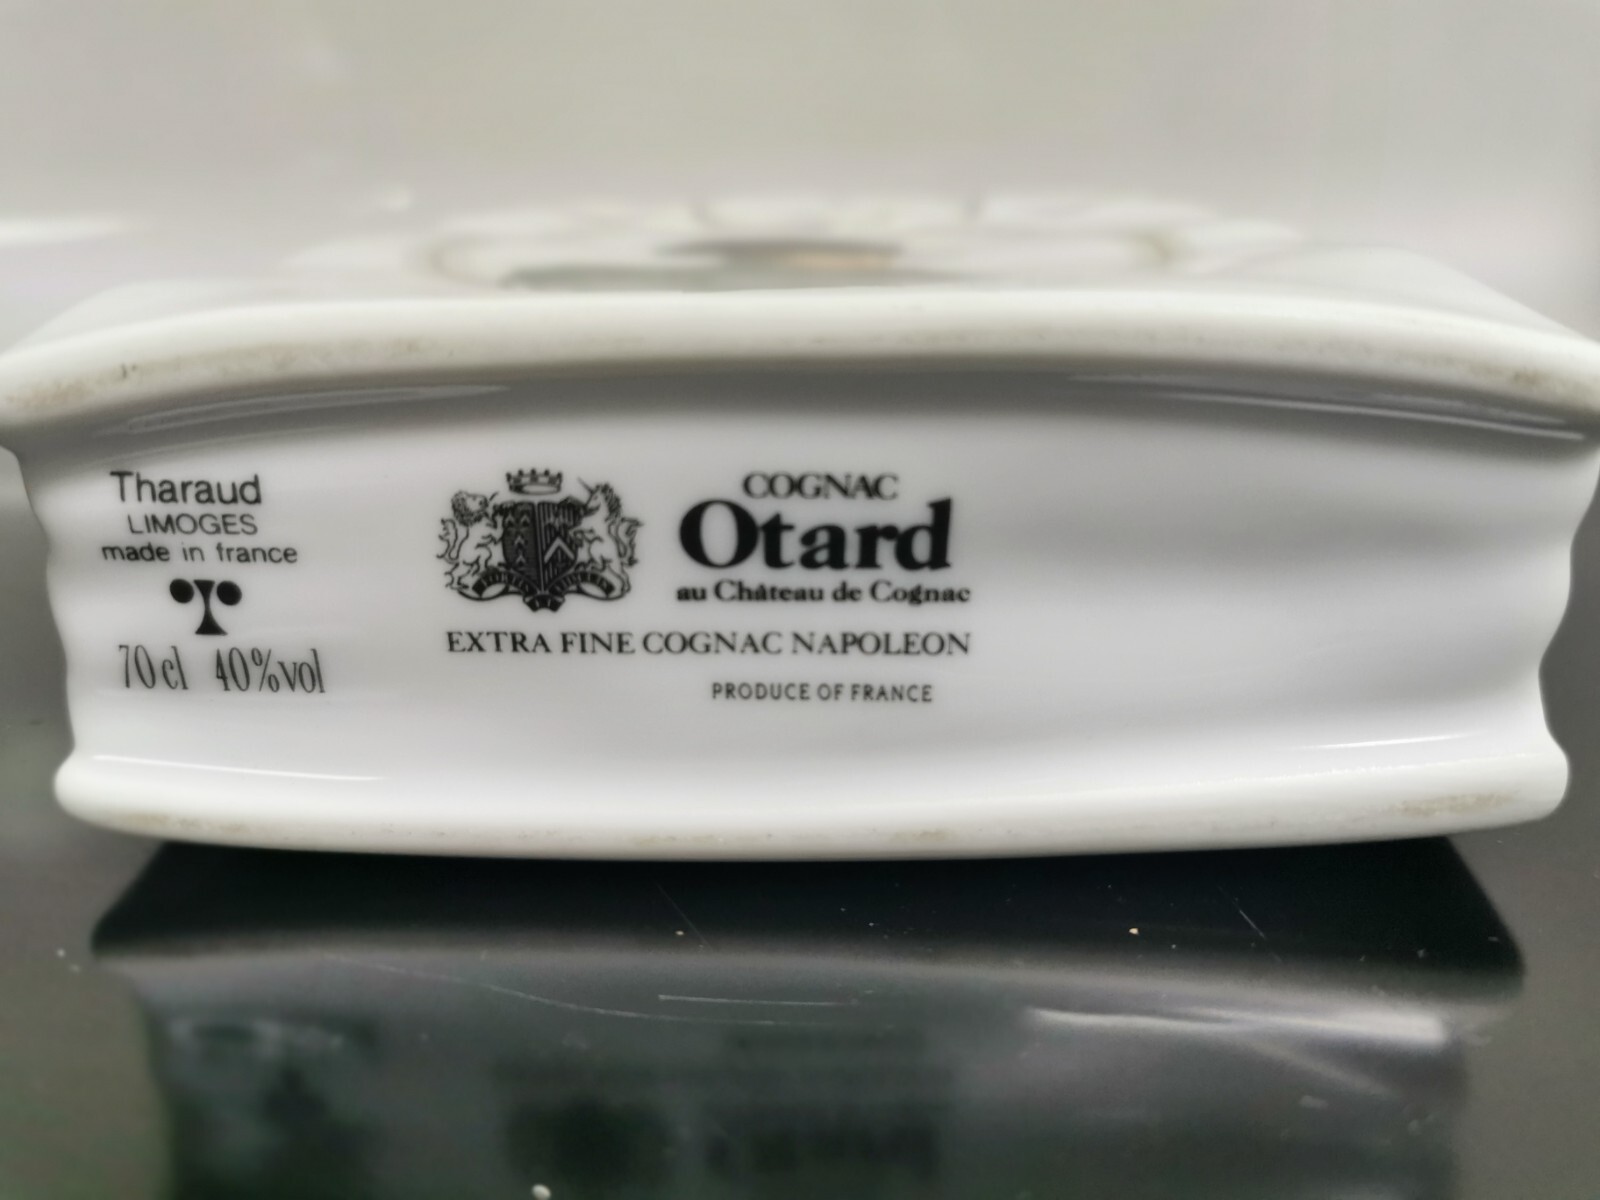 Tharaud
LIMOGES
made in france
70cl 40%vol
COGNAC
Otard
au Château de Cognac
EXTRA FINE COGNAC NAPOLEON
PRODUCE OF FRANCE